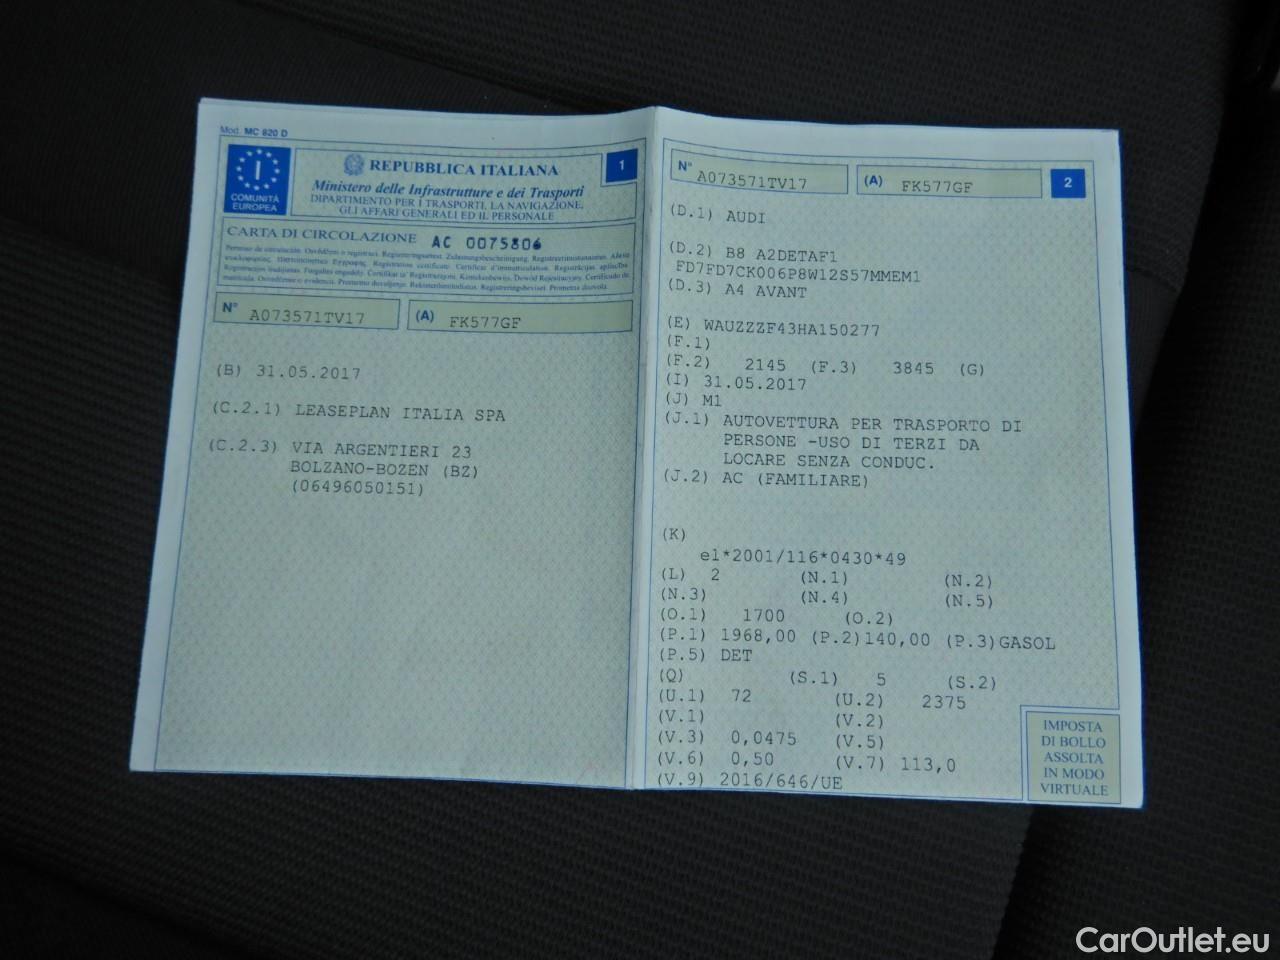 Mod. MC 820 D
I
COMUNITÀ
EUROPEA
REPUBBLICA ITALIANA
1
Ministero delle Infrastrutture e dei Trasporti
DIPARTIMENTO PER I TRASPORTI, LA NAVIGAZIONE,
GLI AFFARI GENERALI ED IL PERSONALE
CARTA DI CIRCOLAZIONE AC 0075806
N° A073571TV17 (A) FK577GF
(B) 31.05.2017
(C.2.1) LEASEPLAN ITALIA SPA
(C.2.3) VIA ARGENTIERI 23
BOLZANO-BOZEN (BZ)
(06496050151)
N° A073571TV17 (A) FK577GF 2
(D.1) AUDI
(D.2) B8 A2DETAF1
FD7FD7CK006P8W12S57MMEM1
(D.3) A4 AVANT
(E) WAUZZZF43HA150277
(F.1)
(F.2) 2145 (F.3) 3845 (G)
(I) 31.05.2017
(J) M1
(J.1) AUTOVETTURA PER TRASPORTO DI
PERSONE -USO DI TERZI DA
LOCARE SENZA CONDUC.
(J.2) AC (FAMILIARE)
(K)
e1*2001/116*0430*49
(L) 2 (N.1) (N.2)
(N.3) (N.4) (N.5)
(O.1) 1700 (O.2)
(P.1) 1968,00 (P.2)140,00 (P.3)GASOL
(P.5) DET
(Q) (S.1) 5 (S.2)
(U.1) 72 (U.2) 2375
(V.1) (V.2)
(V.3) 0,0475 (V.5)
(V.6) 0,50 (V.7) 113,0
(V.9) 2016/646/UE
IMPOSTA
DI BOLLO
ASSOLTA
IN MODO
VIRTUALE
CarOutlet.eu